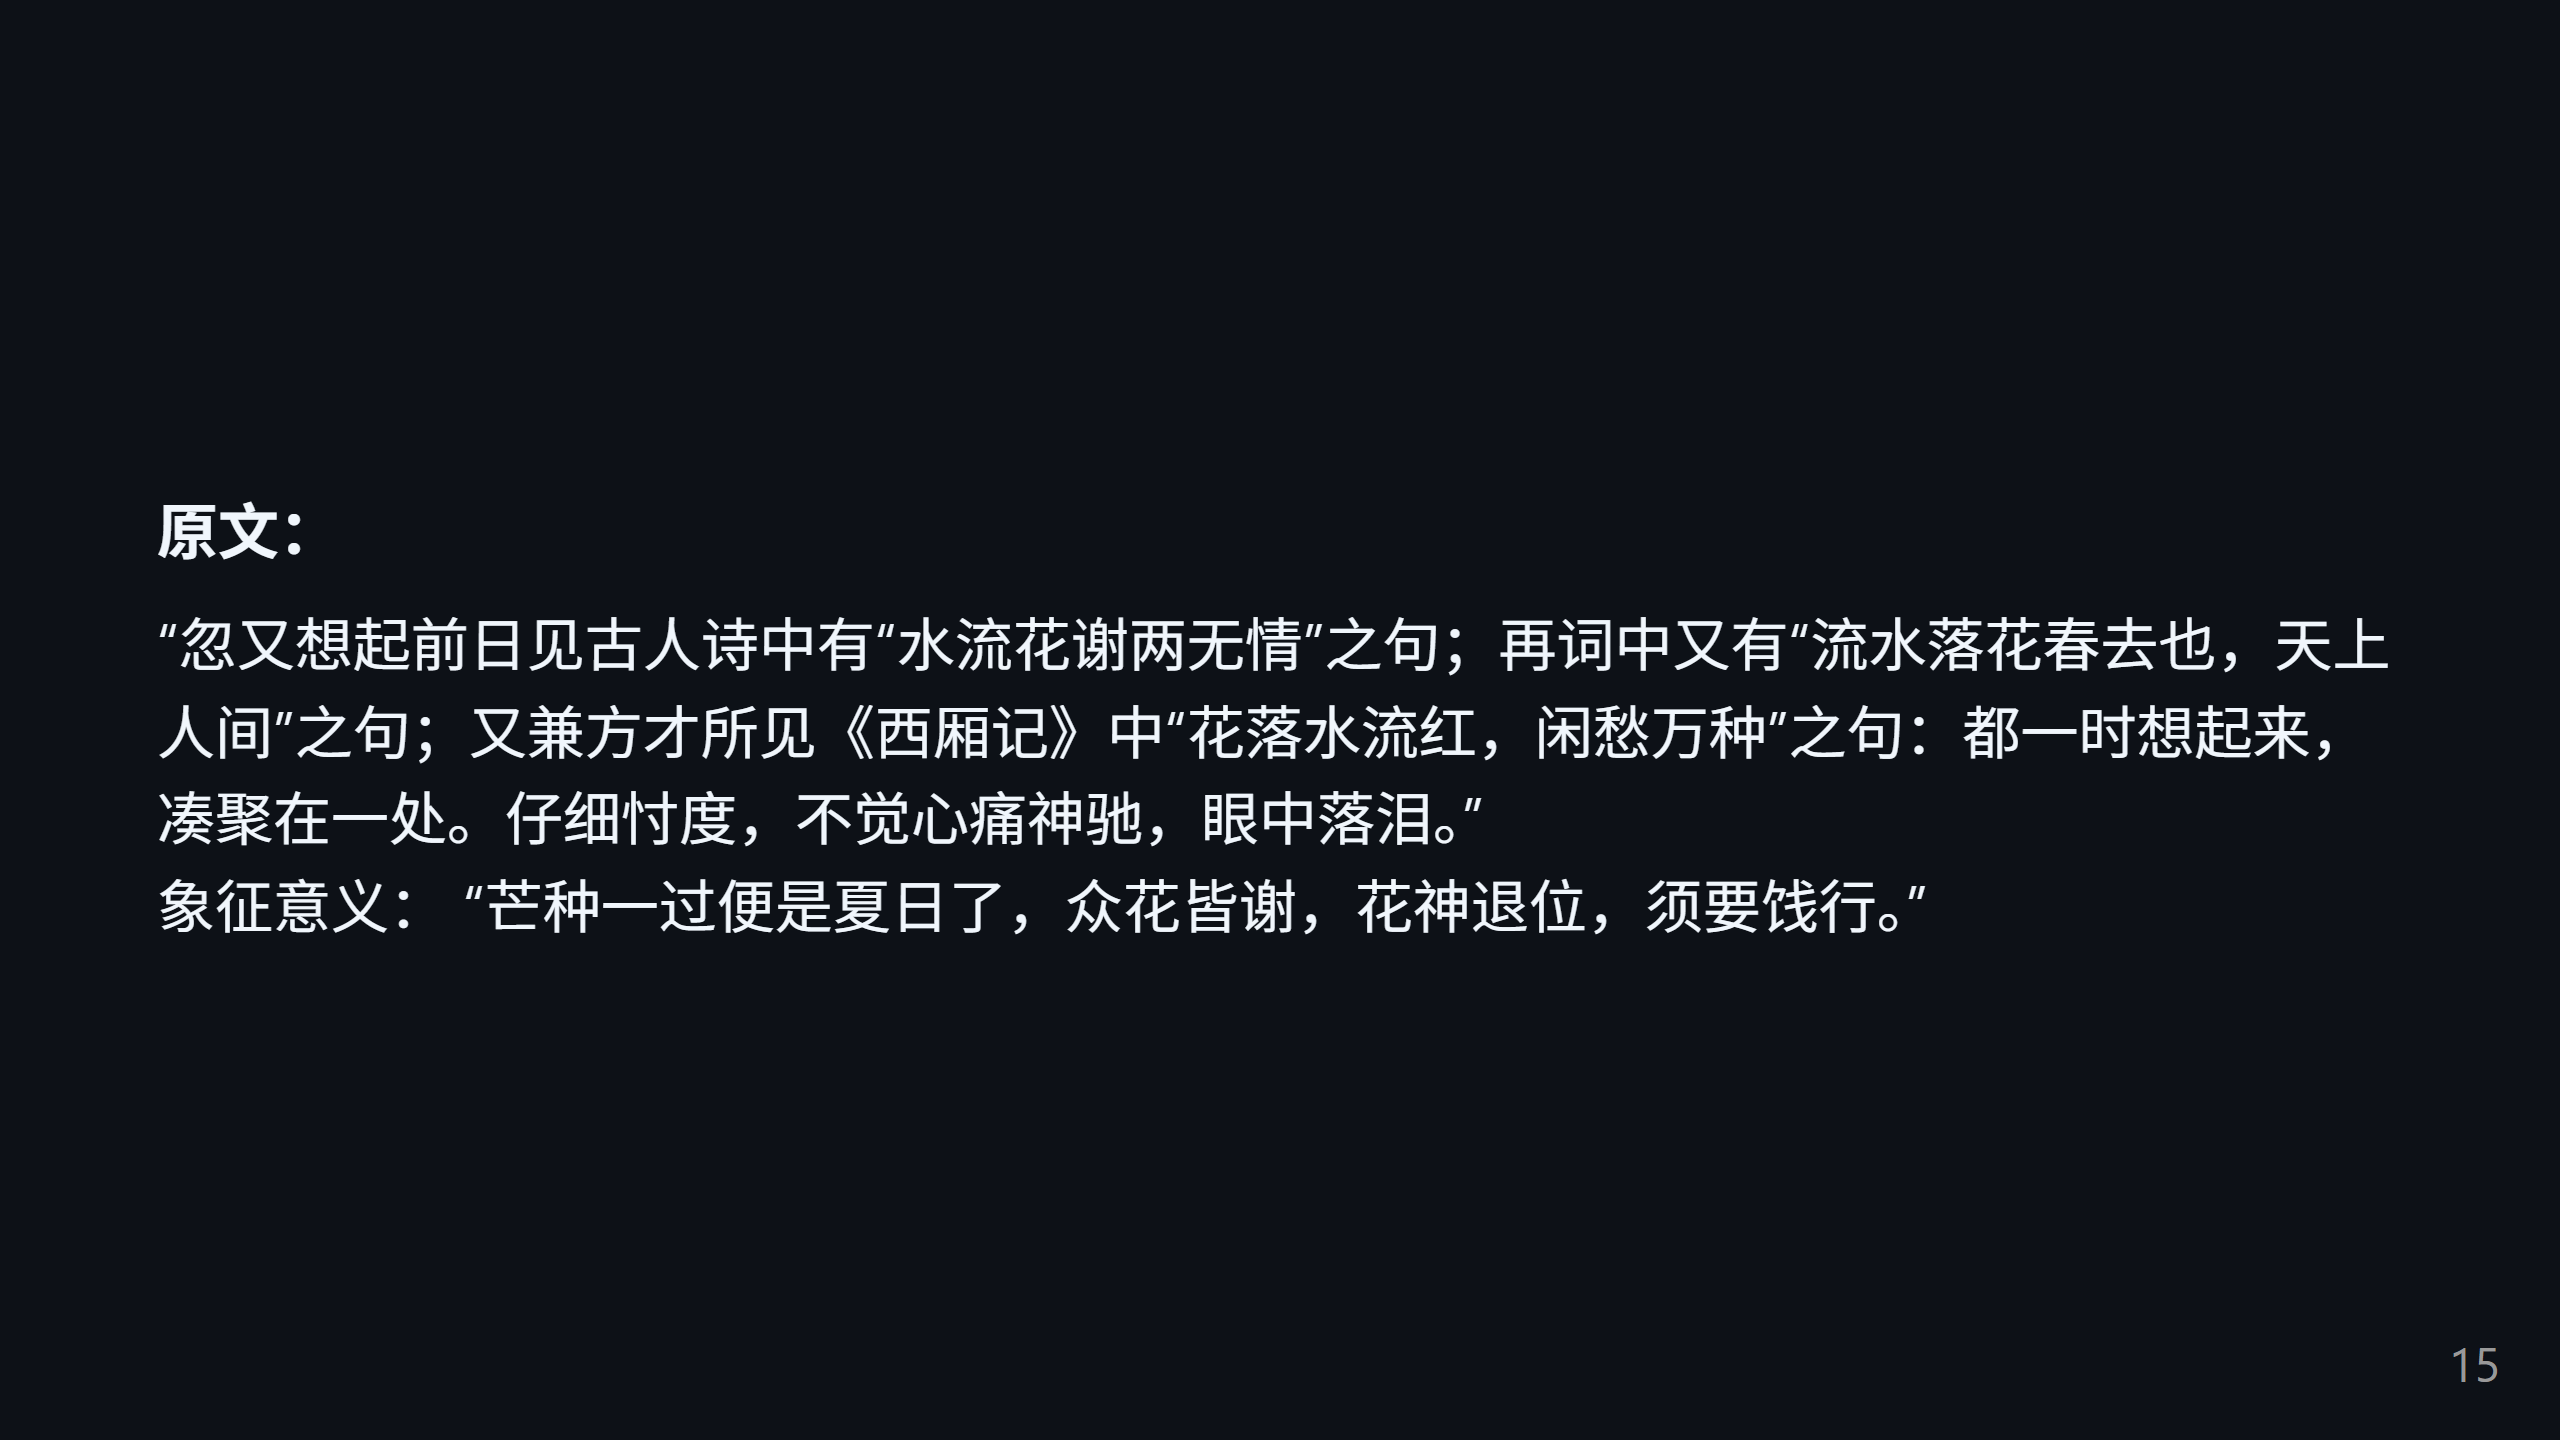 原文：
“忽又想起前日见古人诗中有“水流花谢两无情”之句；再词中又有“流水落花春去也，天上
人间”之句；又兼方才所见《西厢记》中“花落水流红，闲愁万种”之句：都一时想起来，
凑聚在一处。仔细忖度，不觉心痛神驰，眼中落泪。”
象征意义： “芒种一过便是夏日了，众花皆谢，花神退位，须要饯行。”
15